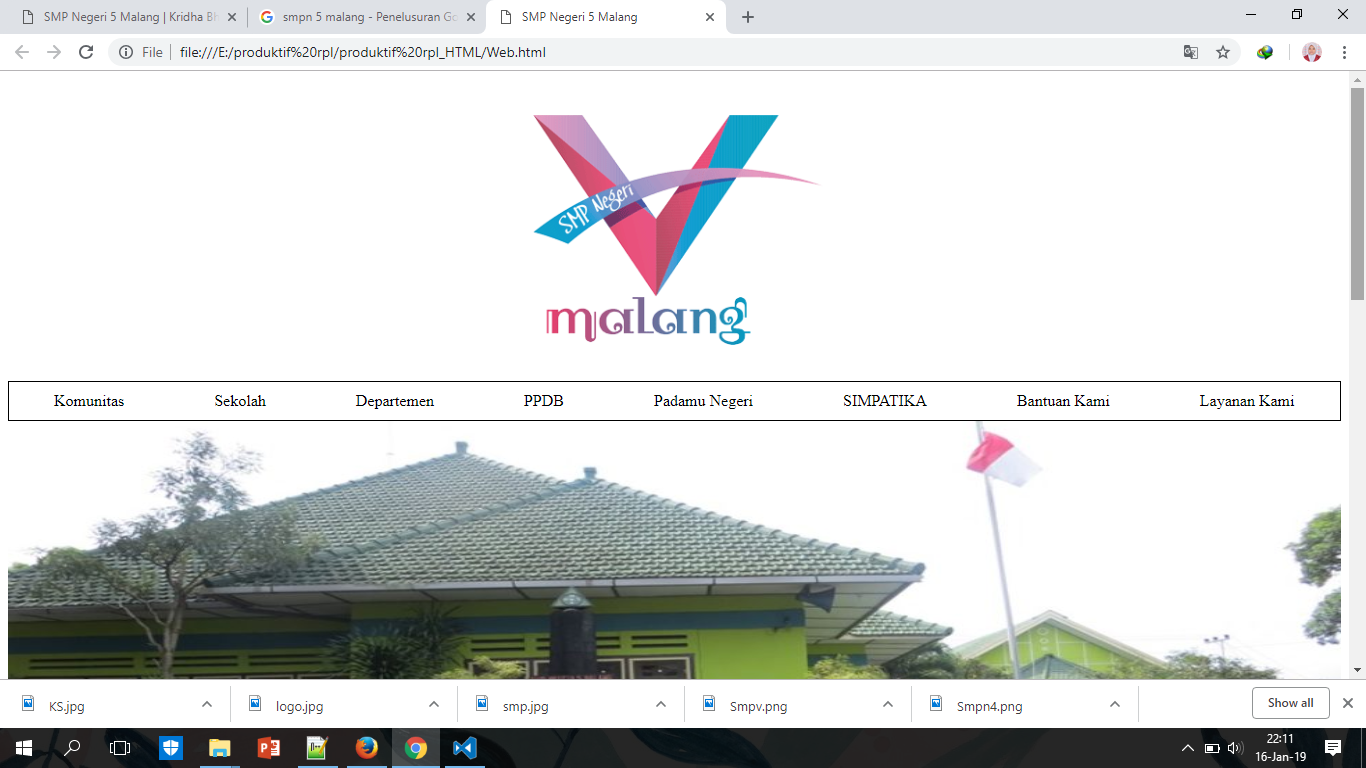 SMP Negeri 5 Malang | Kridha Bh
smpn 5 malang - Penelusuran Go
SMP Negeri 5 Malang
File
file:///E:/produktif%20rpl/produktif%20rpl_HTML/Web.html
SMP Negeri
malang
Komunitas Sekolah Departemen PPDB Padamu Negeri SIMPATIKA Bantuan Kami Layanan Kami
KS.jpg
logo.jpg
smp.jpg
Smpv.png
Smpn4.png
Show all
22:11
16-Jan-19